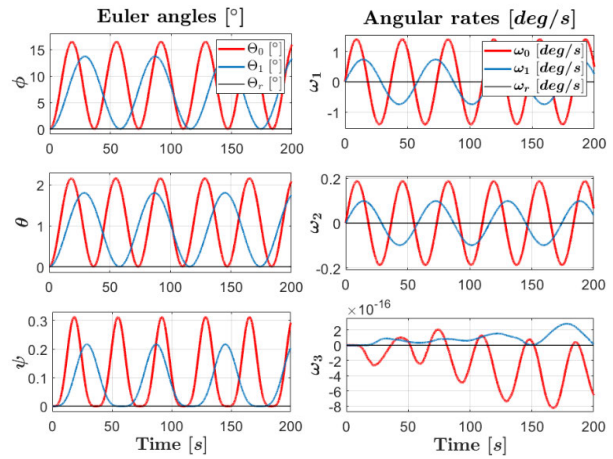 Euler angles [°]
Θ₀ [°]
Θ₁ [°]
Θᵣ [°]
ϕ
15
10
5
0
0 50 100 150 200
θ
2
1
0
0 50 100 150 200
ψ
0.3
0.2
0.1
0
0 50 100 150 200
Time [s]
Angular rates [deg/s]
ω₀ [deg/s]
ω₁ [deg/s]
ωᵣ [deg/s]
ω₁
1
0
-1
0 50 100 150 200
ω₂
0.2
0
-0.2
0 50 100 150 200
×10⁻¹⁶
ω₃
2
0
-2
-4
-6
-8
0 50 100 150 200
Time [s]